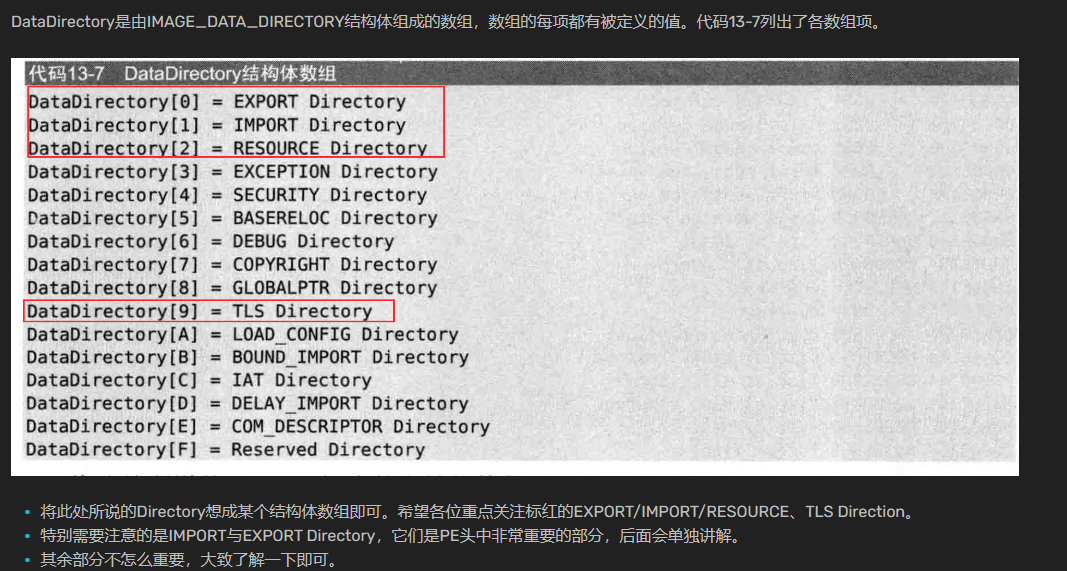 DataDirectory是由IMAGE_DATA_DIRECTORY结构体组成的数组，数组的每项都有被定义的值。代码13-7列出了各数组项。
代码13-7 DataDirectory结构体数组
DataDirectory[0] = EXPORT Directory
DataDirectory[1] = IMPORT Directory
DataDirectory[2] = RESOURCE Directory
DataDirectory[3] = EXCEPTION Directory
DataDirectory[4] = SECURITY Directory
DataDirectory[5] = BASERELOC Directory
DataDirectory[6] = DEBUG Directory
DataDirectory[7] = COPYRIGHT Directory
DataDirectory[8] = GLOBALPTR Directory
DataDirectory[9] = TLS Directory
DataDirectory[A] = LOAD_CONFIG Directory
DataDirectory[B] = BOUND_IMPORT Directory
DataDirectory[C] = IAT Directory
DataDirectory[D] = DELAY_IMPORT Directory
DataDirectory[E] = COM_DESCRIPTOR Directory
DataDirectory[F] = Reserved Directory
• 将此处所说的Directory想成某个结构体数组即可。希望各位重点关注标红的EXPORT/IMPORT/RESOURCE、TLS Direction。
• 特别需要注意的是IMPORT与EXPORT Directory，它们是PE头中非常重要的部分，后面会单独讲解。
• 其余部分不怎么重要，大致了解一下即可。